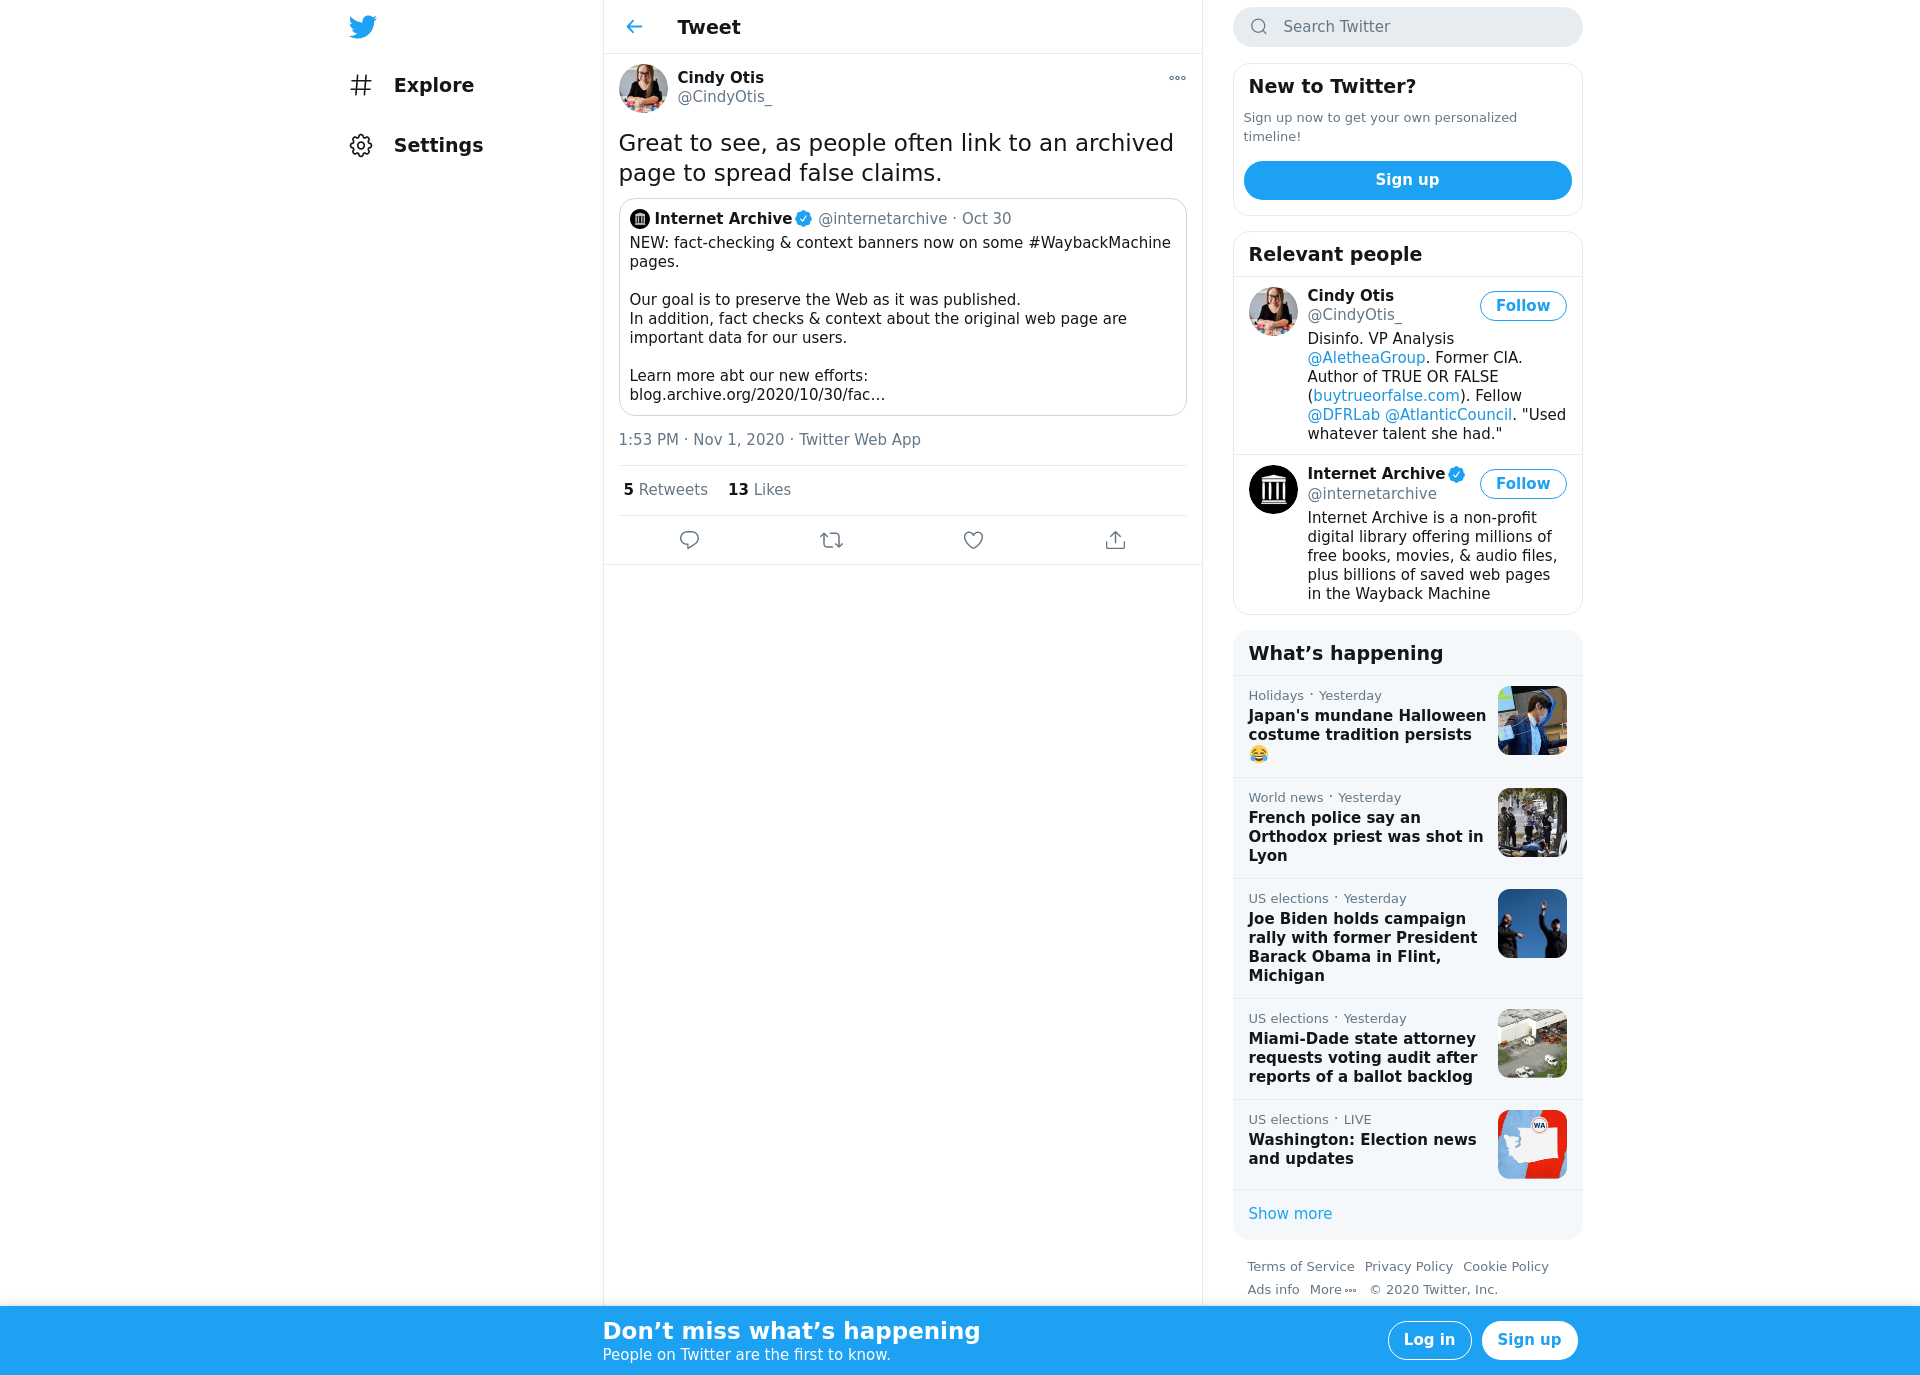 Explore
Settings
Tweet
Cindy Otis
@CindyOtis_
Great to see, as people often link to an archived
page to spread false claims.
Internet Archive @internetarchive · Oct 30
NEW: fact-checking & context banners now on some #WaybackMachine
pages.
Our goal is to preserve the Web as it was published.
In addition, fact checks & context about the original web page are
important data for our users.
Learn more abt our new efforts:
blog.archive.org/2020/10/30/fac…
1:53 PM · Nov 1, 2020 · Twitter Web App
5 Retweets 13 Likes
Search Twitter
New to Twitter?
Sign up now to get your own personalized
timeline!
Sign up
Relevant people
Cindy Otis
@CindyOtis_
Follow
Disinfo. VP Analysis
@AletheaGroup. Former CIA.
Author of TRUE OR FALSE
(buytrueorfalse.com). Fellow
@DFRLab @AtlanticCouncil. "Used
whatever talent she had."
Internet Archive
@internetarchive
Follow
Internet Archive is a non-profit
digital library offering millions of
free books, movies, & audio files,
plus billions of saved web pages
in the Wayback Machine
What’s happening
Holidays · Yesterday
Japan's mundane Halloween
costume tradition persists
😂
World news · Yesterday
French police say an
Orthodox priest was shot in
Lyon
US elections · Yesterday
Joe Biden holds campaign
rally with former President
Barack Obama in Flint,
Michigan
US elections · Yesterday
Miami-Dade state attorney
requests voting audit after
reports of a ballot backlog
US elections · LIVE
Washington: Election news
and updates
WA
Show more
Terms of Service Privacy Policy Cookie Policy
Ads info More © 2020 Twitter, Inc.
Don’t miss what’s happening
People on Twitter are the first to know.
Log in
Sign up